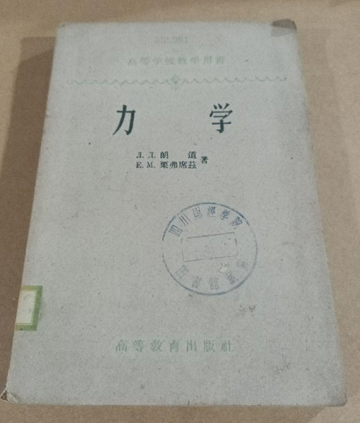 高等学校教学用书
力学
Л. Д. 朗道
Е. М. 栗弗席兹
著
高等教育出版社